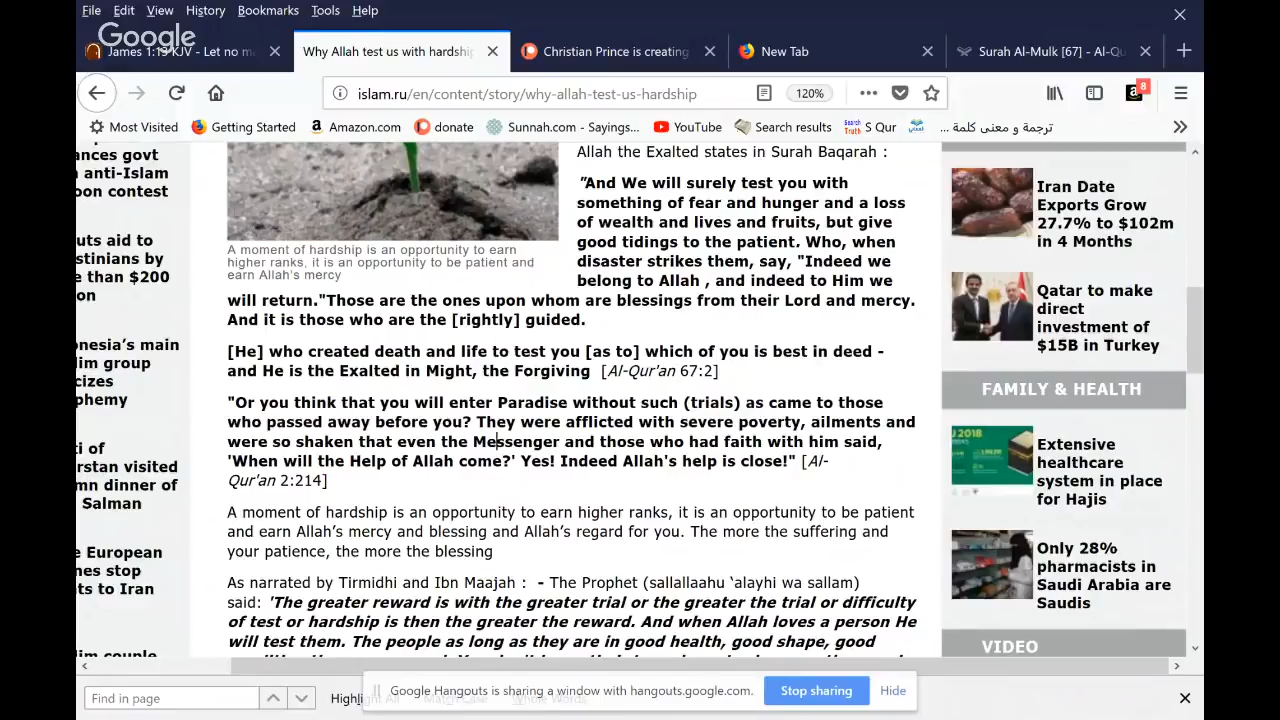 File Edit View History Bookmarks Tools Help
Google
James 1:13 KJV - Let no m
Why Allah test us with hardship
Christian Prince is creating
New Tab
Surah Al-Mulk [67] - Al-Qu
islam.ru/en/content/story/why-allah-test-us-hardship
120%
8
Most Visited Getting Started Amazon.com donate Sunnah.com - Sayings... YouTube Search results S Qur ترجمة و معنى كلمة ...
ances govt
anti-Islam
oon contest
uts aid to
stinians by
e than $200
on
onesia's main
lim group
cizes
phemy
ti of
rstan visited
mn dinner of
Salman
e European
nes stop
ts to Iran
lim couple
A moment of hardship is an opportunity to earn
higher ranks, it is an opportunity to be patient and
earn Allah's mercy
Allah the Exalted states in Surah Baqarah :
"And We will surely test you with
something of fear and hunger and a loss
of wealth and lives and fruits, but give
good tidings to the patient. Who, when
disaster strikes them, say, "Indeed we
belong to Allah , and indeed to Him we
will return."Those are the ones upon whom are blessings from their Lord and mercy.
And it is those who are the [rightly] guided.
[He] who created death and life to test you [as to] which of you is best in deed -
and He is the Exalted in Might, the Forgiving [Al-Qur'an 67:2]
"Or you think that you will enter Paradise without such (trials) as came to those
who passed away before you? They were afflicted with severe poverty, ailments and
were so shaken that even the Messenger and those who had faith with him said,
'When will the Help of Allah come?' Yes! Indeed Allah's help is close!" [Al-
Qur'an 2:214]
A moment of hardship is an opportunity to earn higher ranks, it is an opportunity to be patient
and earn Allah's mercy and blessing and Allah's regard for you. The more the suffering and
your patience, the more the blessing
As narrated by Tirmidhi and Ibn Maajah : - The Prophet (sallallaahu 'alayhi wa sallam)
said: 'The greater reward is with the greater trial or the greater the trial or difficulty
of test or hardship is then the greater the reward. And when Allah loves a person He
will test them. The people as long as they are in good health, good shape, good
Iran Date
Exports Grow
27.7% to $102m
in 4 Months
Qatar to make
direct
investment of
$15B in Turkey
FAMILY & HEALTH
Extensive
healthcare
system in place
for Hajis
Only 28%
pharmacists in
Saudi Arabia are
Saudis
VIDEO
Find in page
Highlight All Match Case Whole Words
Google Hangouts is sharing a window with hangouts.google.com.
Stop sharing
Hide